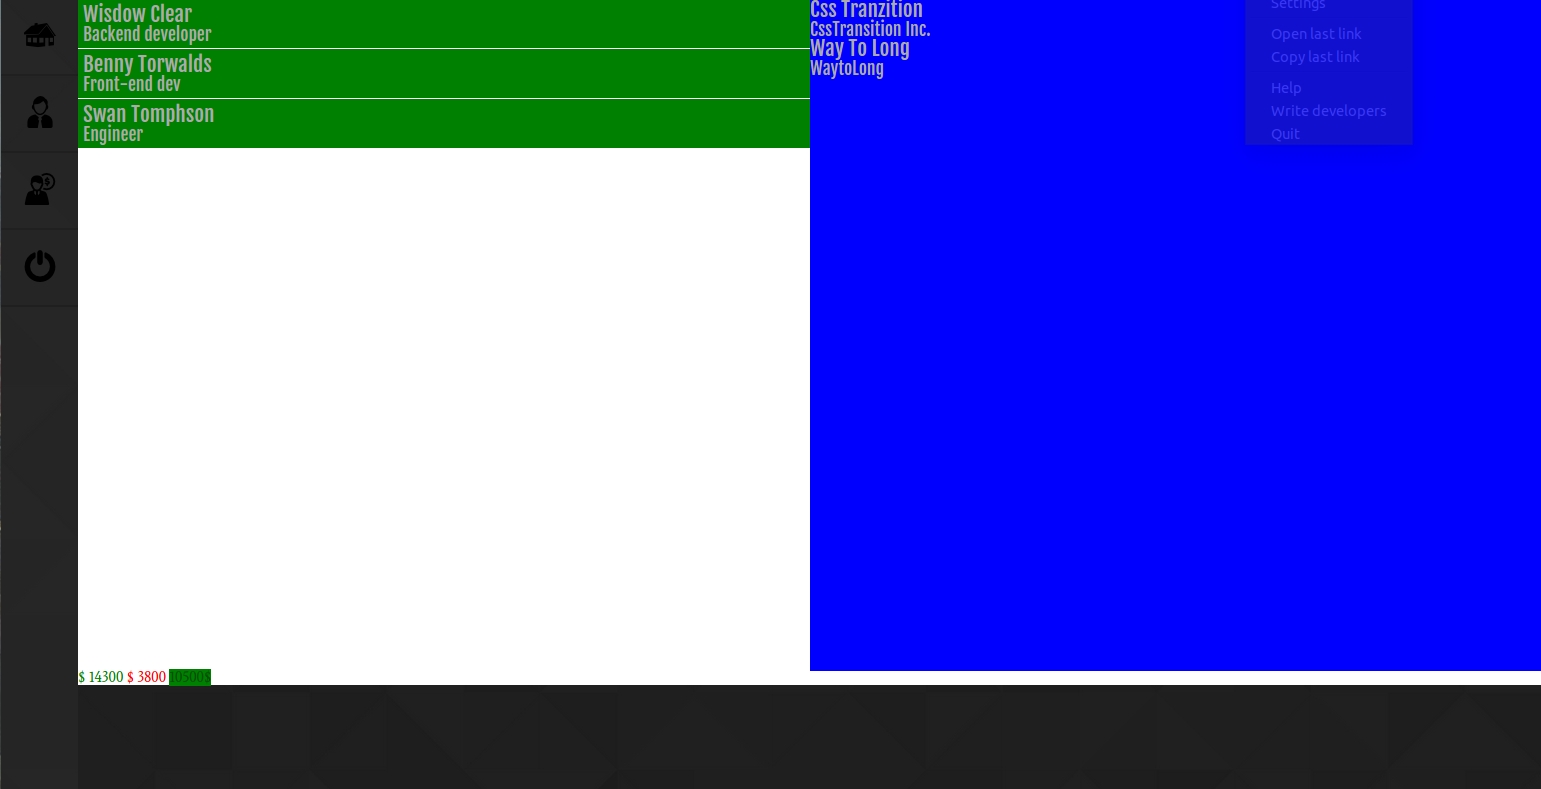 Wisdow Clear
Backend developer
Benny Torwalds
Front-end dev
Swan Tomphson
Engineer
Css Tranzition
CssTransition Inc.
Way To Long
WaytoLong
Settings
Open last link
Copy last link
Help
Write developers
Quit
$ 14300 $ 3800 10500$